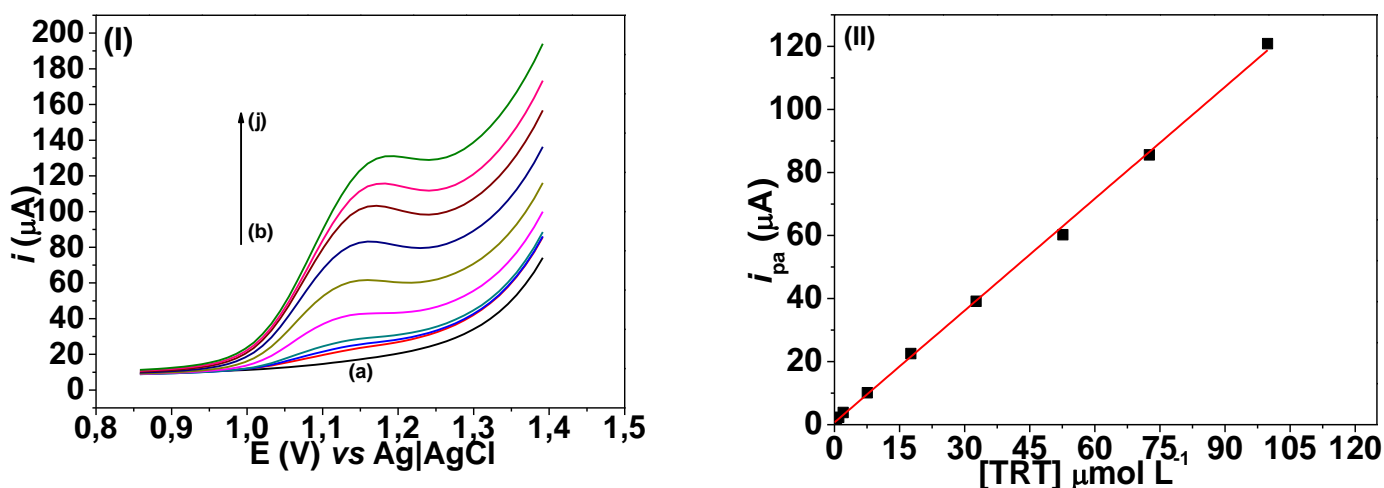 (I)
200
180
160
140
120
100
80
60
40
20
0
i (µA)
(j)
(b)
(a)
0,8 0,9 1,0 1,1 1,2 1,3 1,4 1,5
E (V) vs Ag|AgCl
(II)
120
100
80
60
40
20
0
i pa (µA)
0 15 30 45 60 75 90 105 120
[TRT] µmol L-1